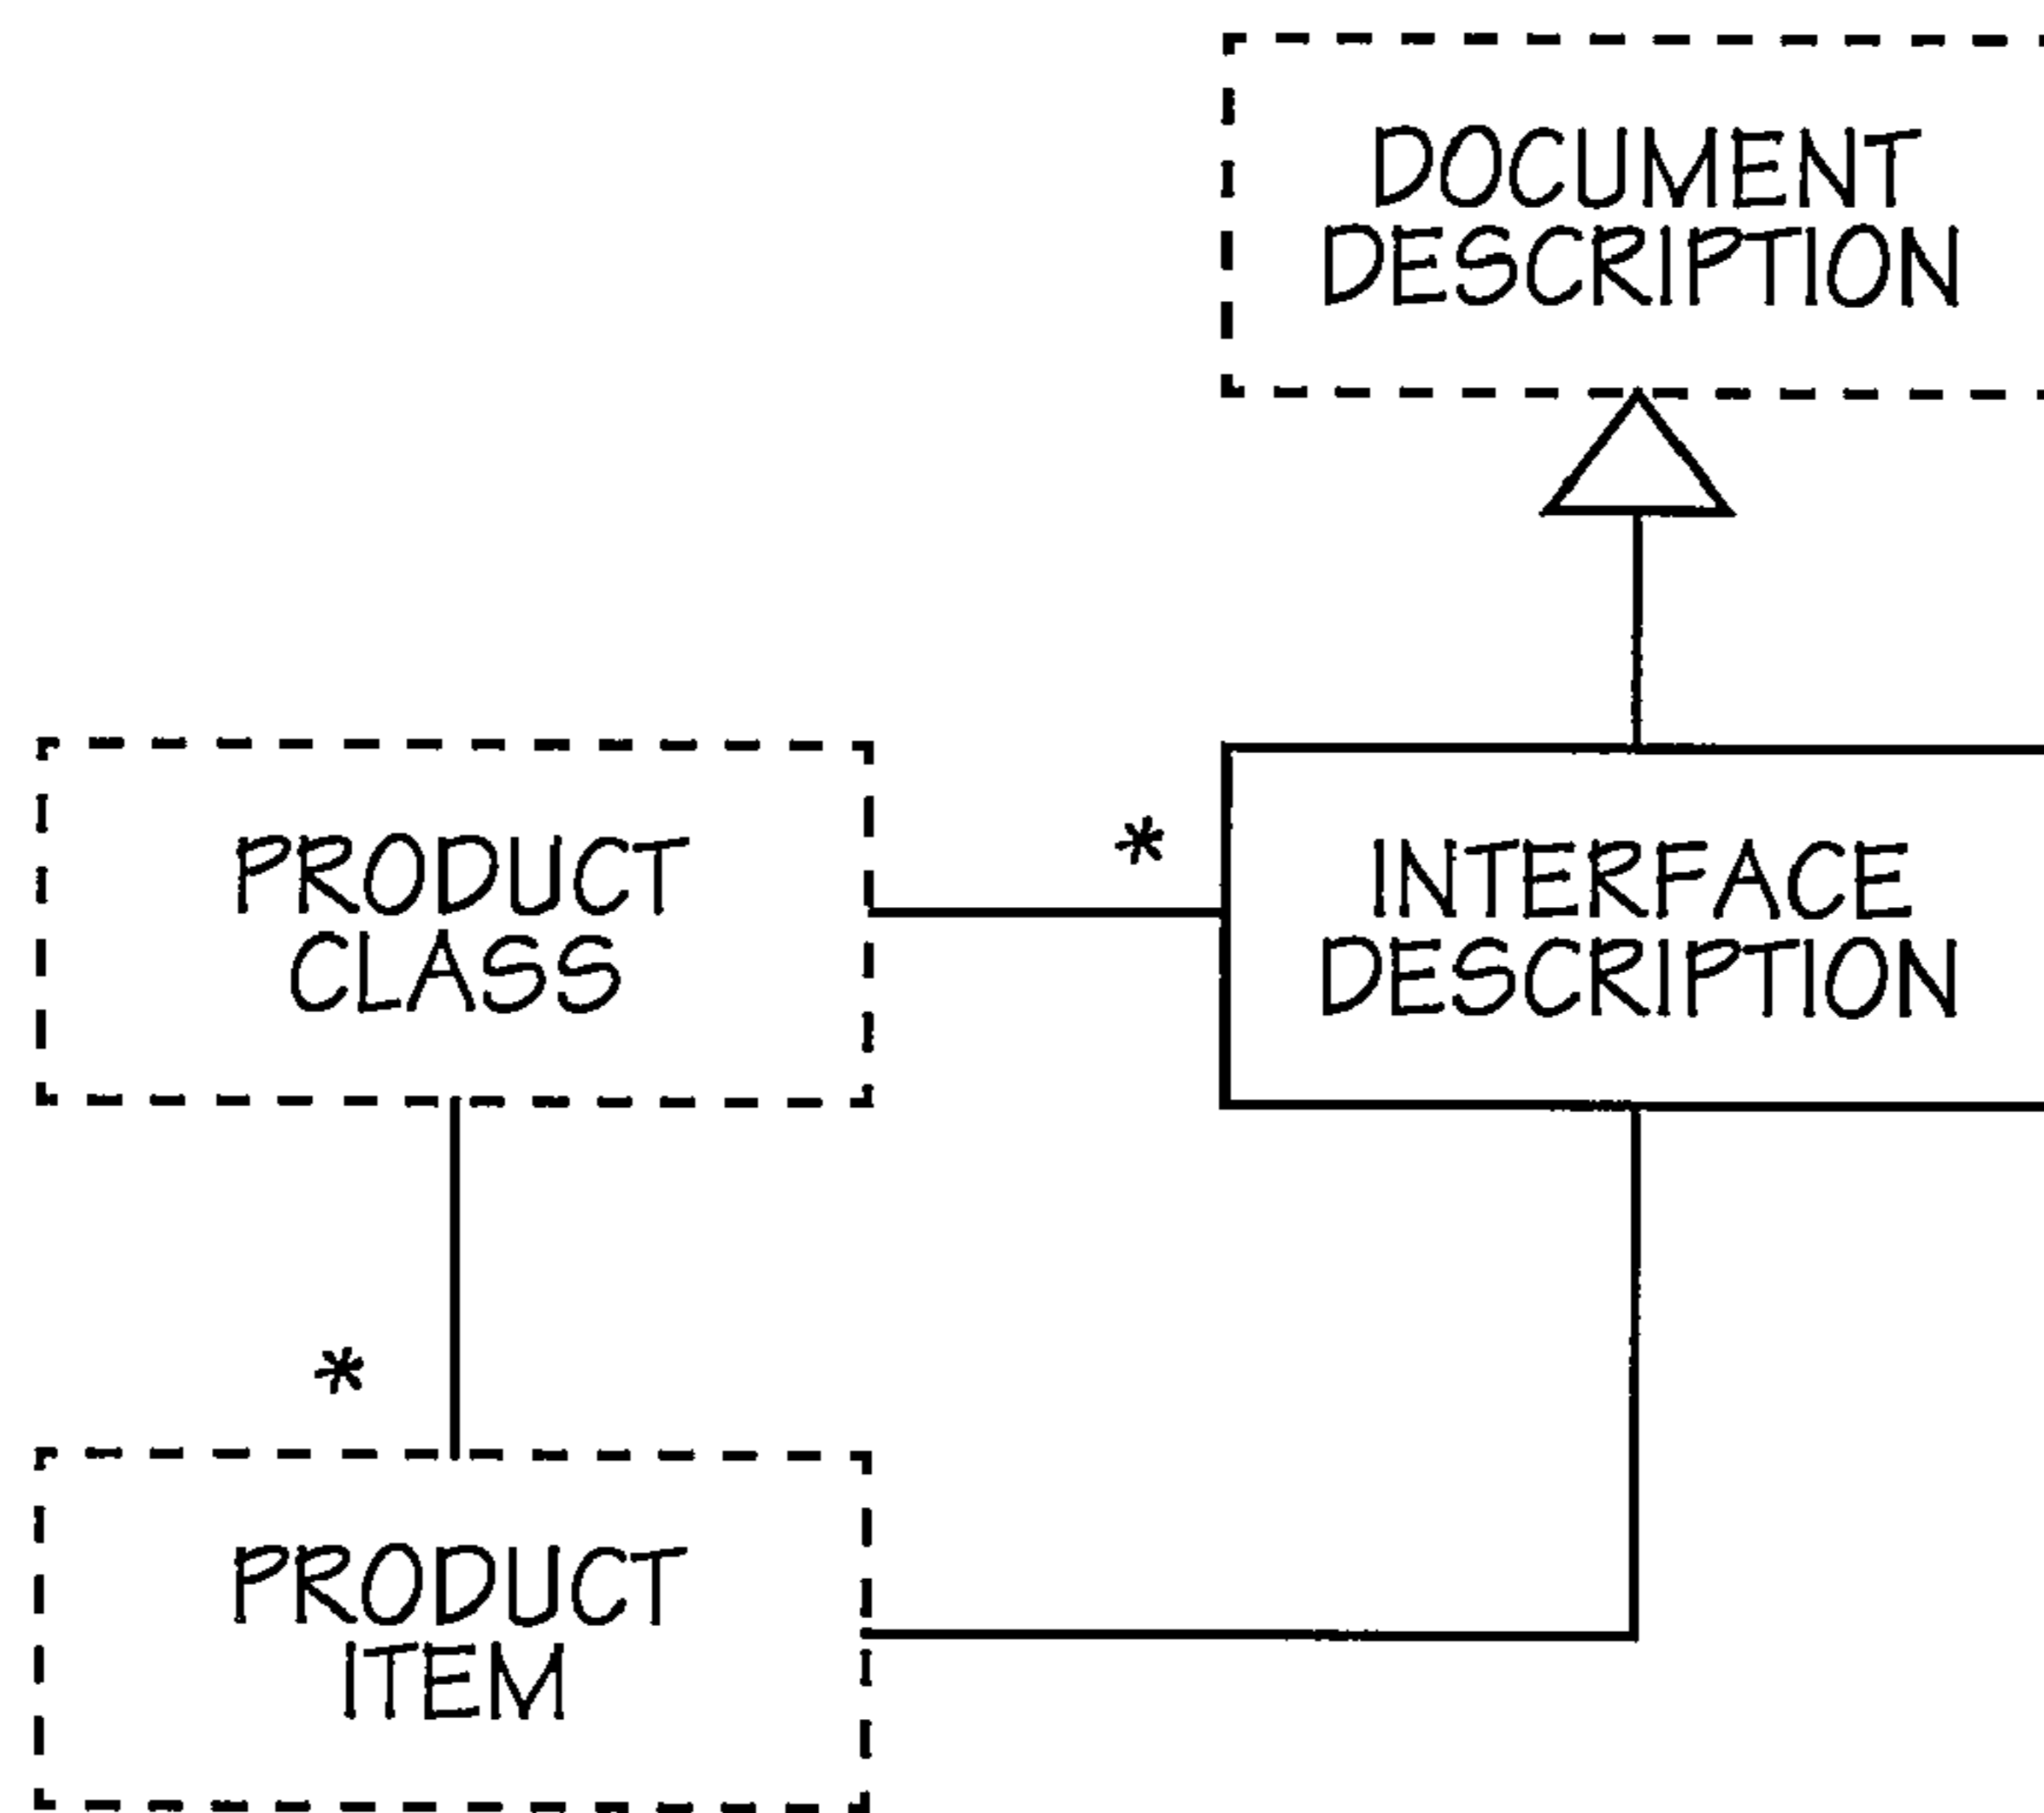 DOCUMENT
DESCRIPTION
PRODUCT
CLASS
*
INTERFACE
DESCRIPTION
*
PRODUCT
ITEM